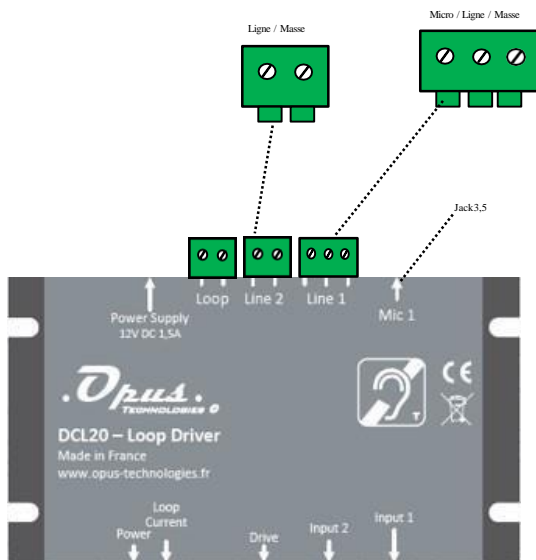 Ligne / Masse
Micro / Ligne / Masse
Jack3,5
Loop
Line 2
Line 1
Mic 1
Power Supply
12V DC 1,5A
.Opus.
TECHNOLOGIES ©
T
CE
DCL20 – Loop Driver
Made in France
www.opus-technologies.fr
Loop
Current
Power
Drive
Input 2
Input 1